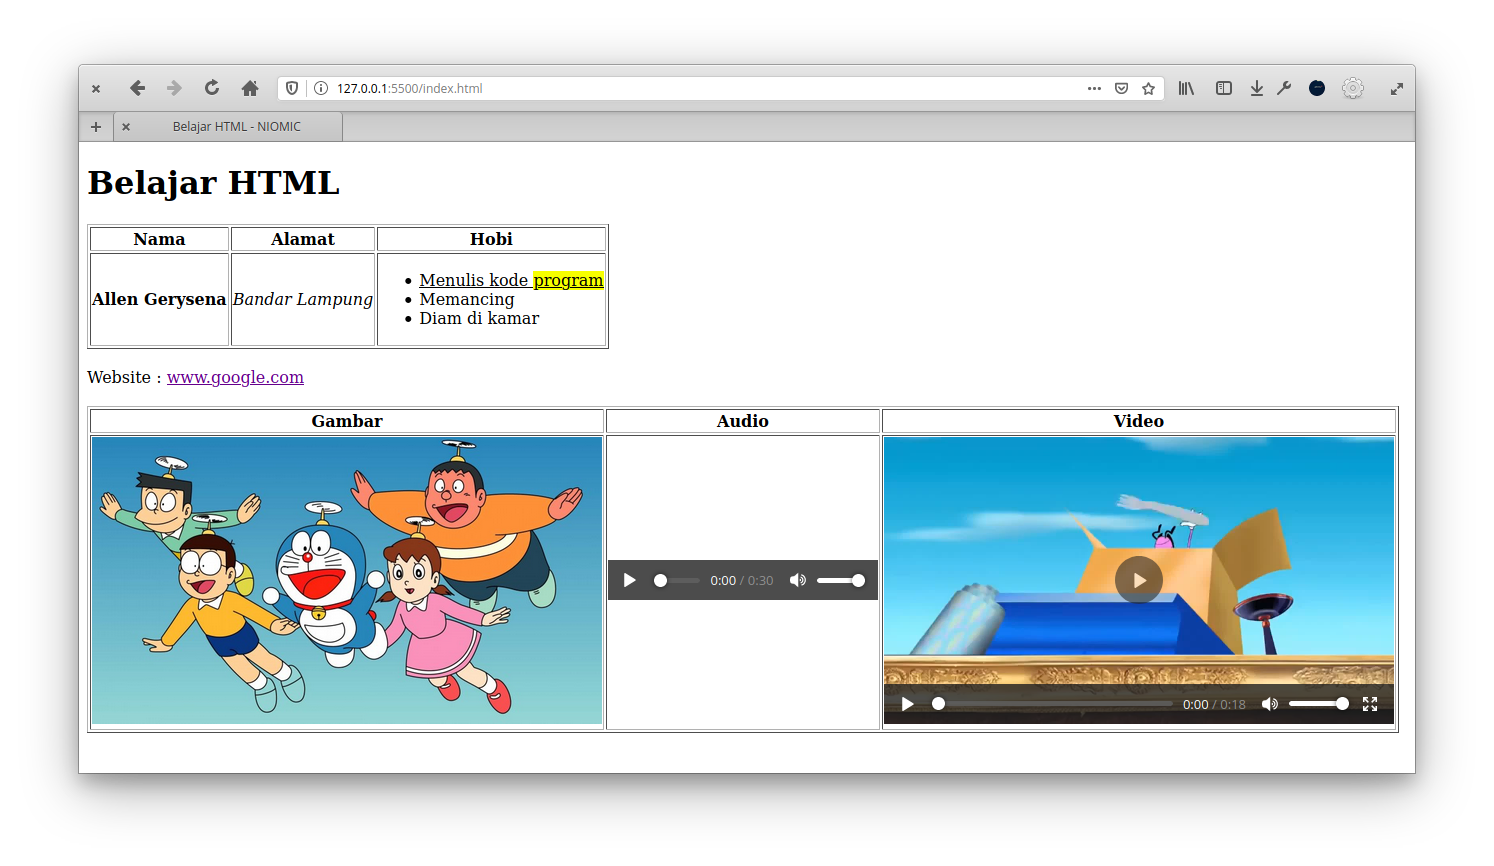 127.0.0.1:5500/index.html
Belajar HTML - NIOMIC
Belajar HTML
Nama Alamat Hobi
Allen Gerysena Bandar Lampung
Menulis kode program
Memancing
Diam di kamar
Website : www.google.com
Gambar Audio Video
0:00 / 0:30
0:00 / 0:18